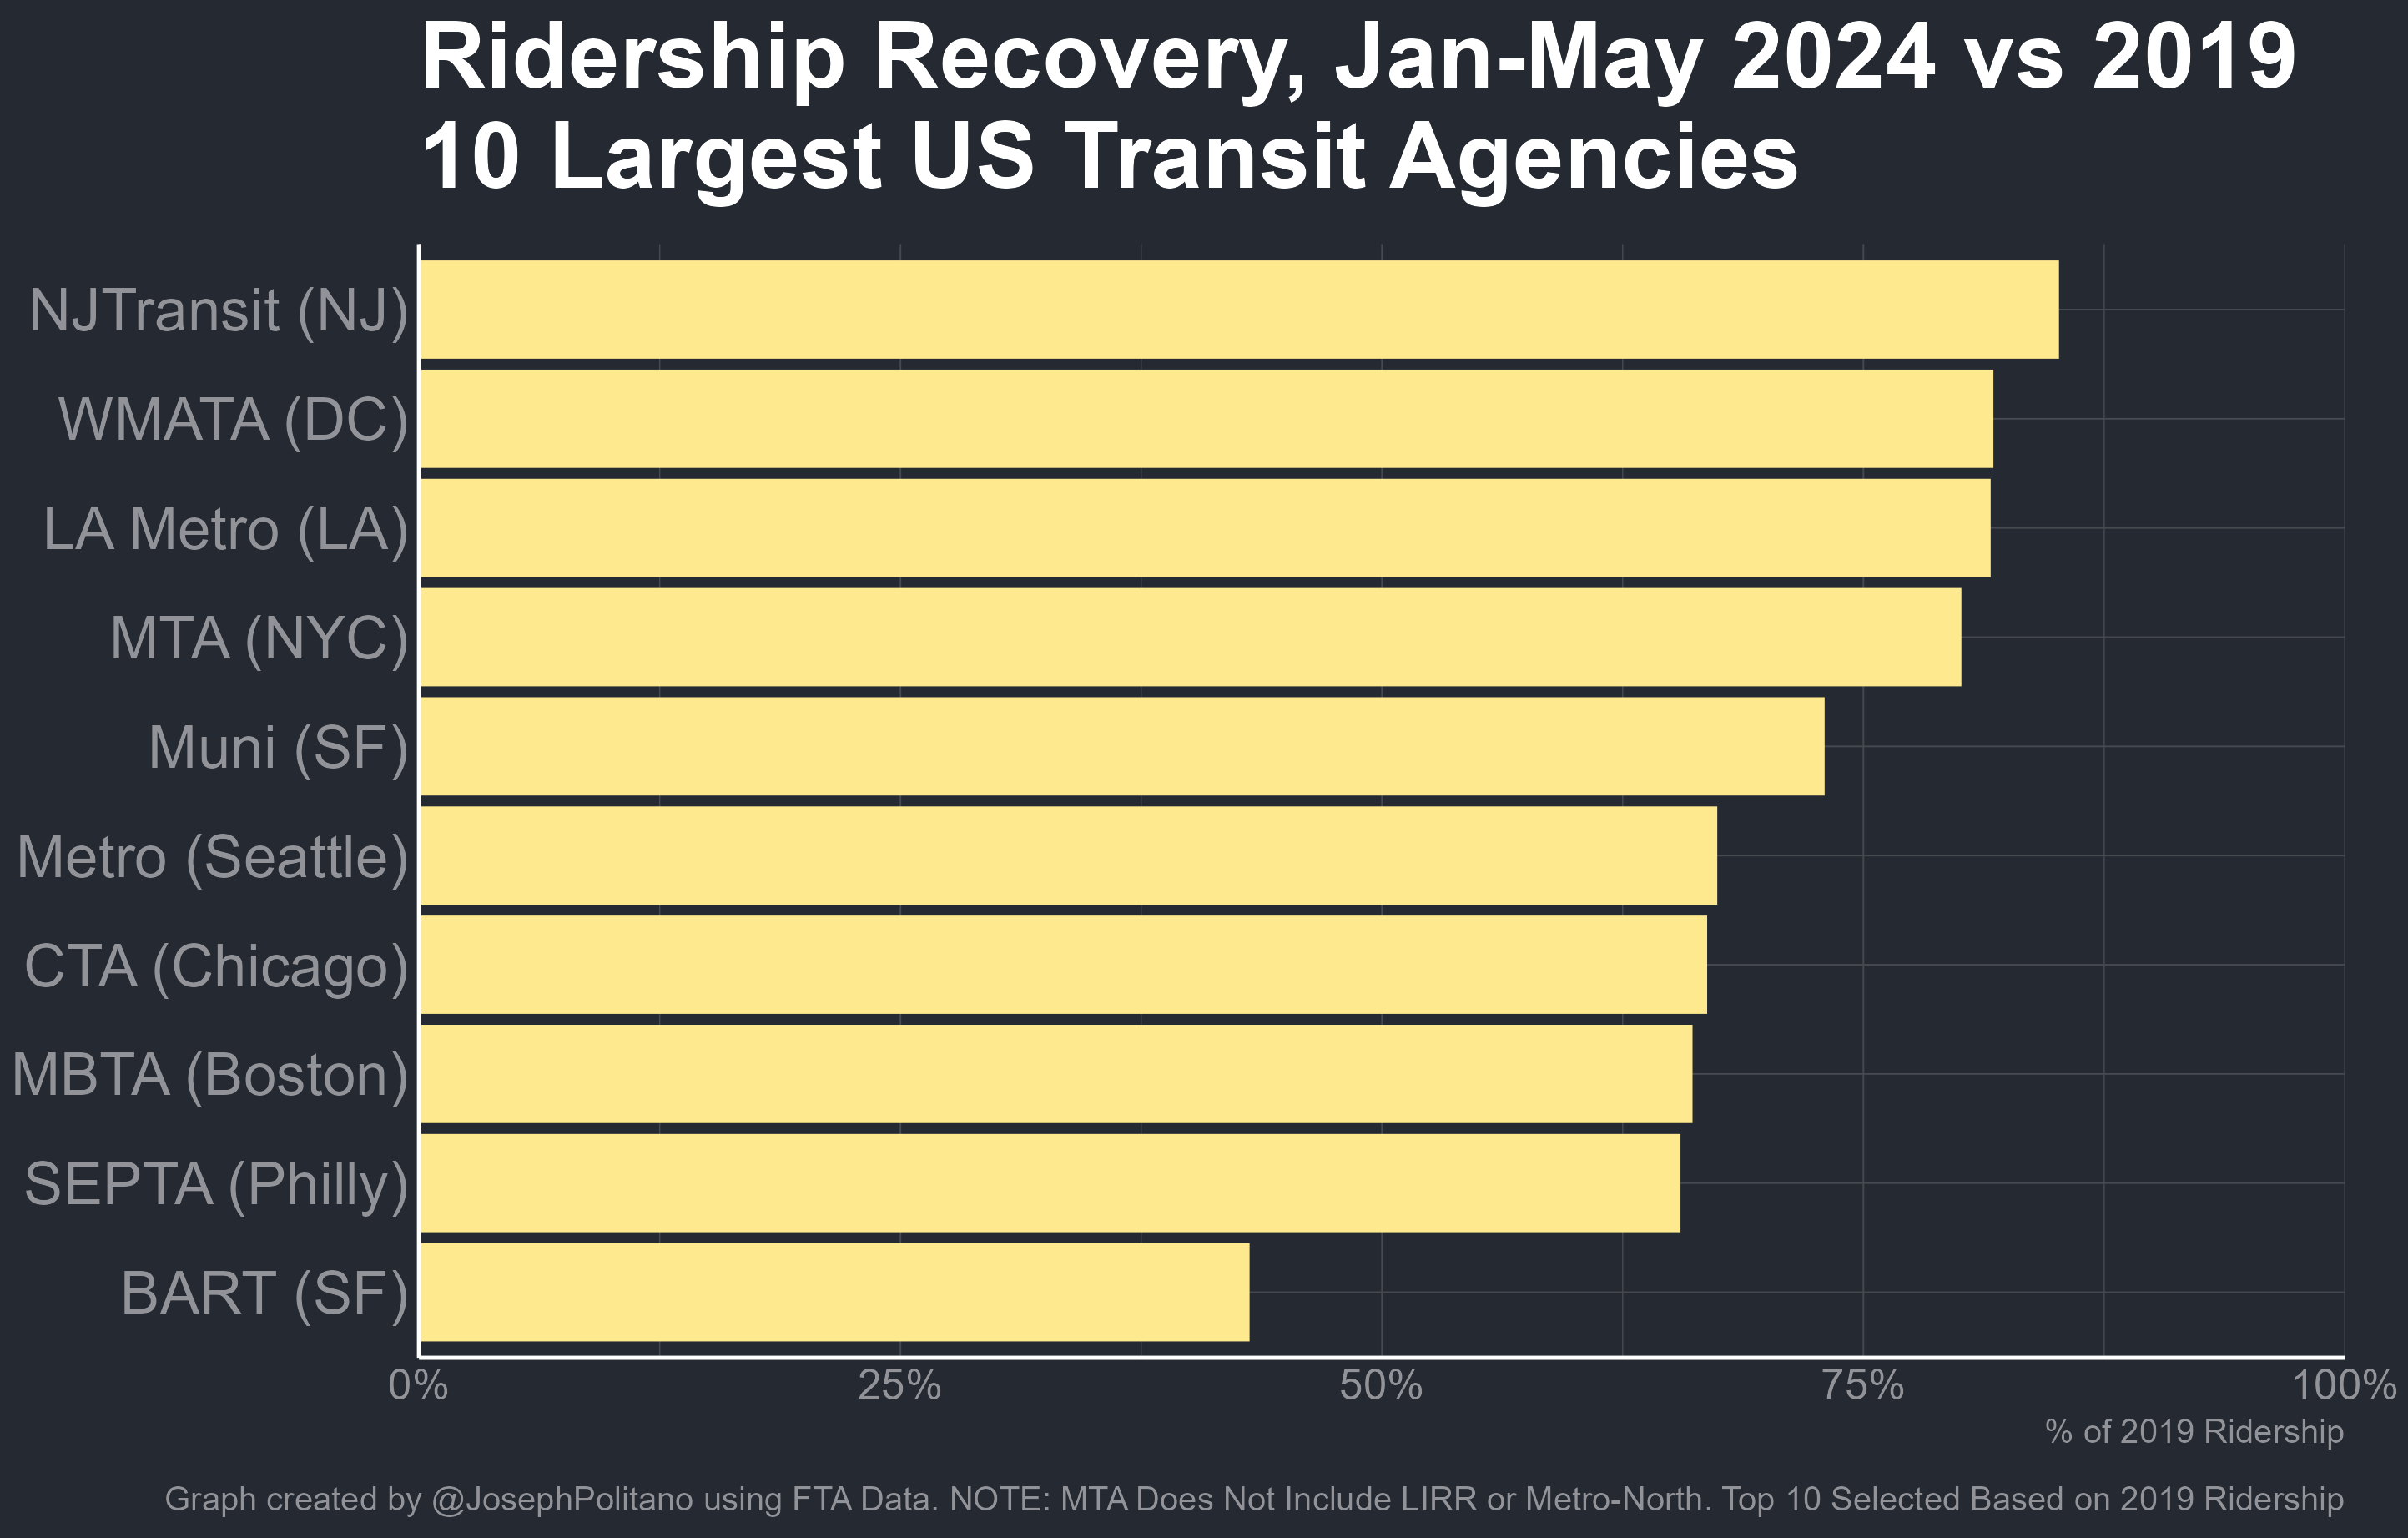 Ridership Recovery, Jan-May 2024 vs 2019
10 Largest US Transit Agencies
NJTransit (NJ)
WMATA (DC)
LA Metro (LA)
MTA (NYC)
Muni (SF)
Metro (Seattle)
CTA (Chicago)
MBTA (Boston)
SEPTA (Philly)
BART (SF)
0% 25% 50% 75% 100%
% of 2019 Ridership
Graph created by @JosephPolitano using FTA Data. NOTE: MTA Does Not Include LIRR or Metro-North. Top 10 Selected Based on 2019 Ridership